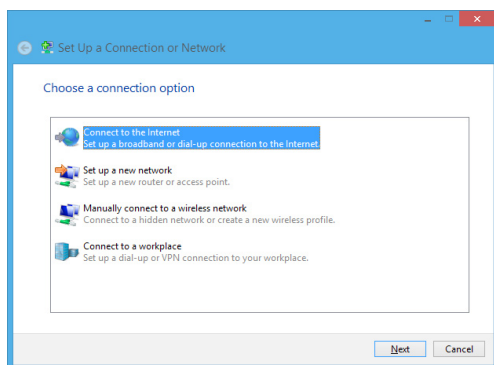 Set Up a Connection or Network
Choose a connection option
Connect to the Internet
Set up a broadband or dial-up connection to the Internet.
Set up a new network
Set up a new router or access point.
Manually connect to a wireless network
Connect to a hidden network or create a new wireless profile.
Connect to a workplace
Set up a dial-up or VPN connection to your workplace.
Next Cancel